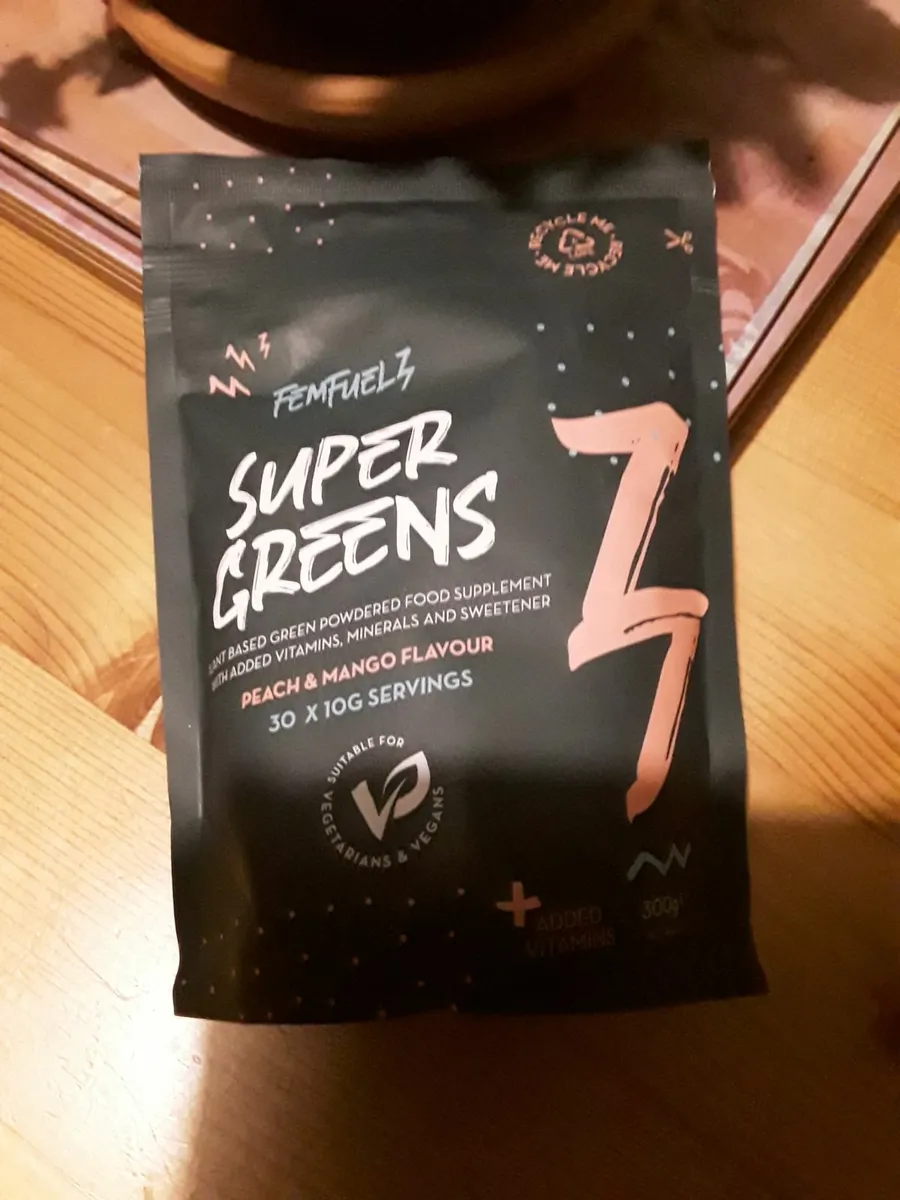 RECYCLE ME RECYCLE ME
FEMFUELZ
SUPER
GREENS
PLANT BASED GREEN POWDERED FOOD SUPPLEMENT
WITH ADDED VITAMINS, MINERALS AND SWEETENER
PEACH & MANGO FLAVOUR
30 X 10G SERVINGS
SUITABLE FOR
VEGETARIANS & VEGANS
+ ADDED
VITAMINS
300g